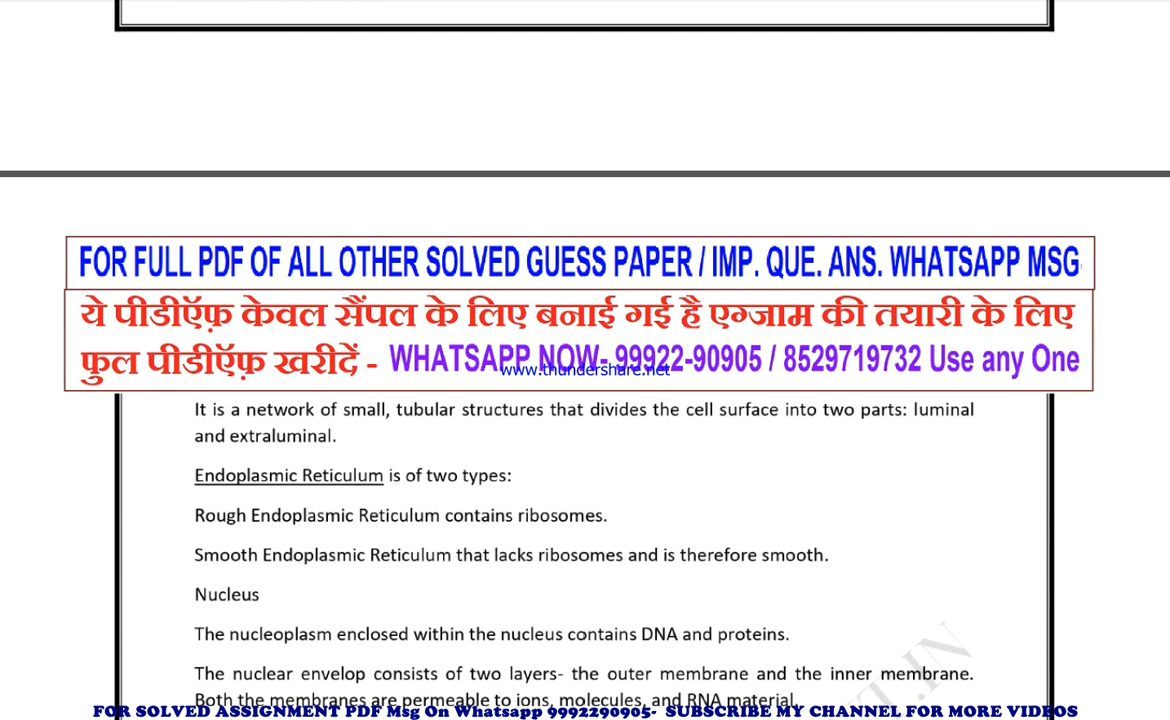 FOR FULL PDF OF ALL OTHER SOLVED GUESS PAPER / IMP. QUE. ANS. WHATSAPP MSG
ये पीडीऍफ़ केवल सैंपल के लिए बनाई गई है एग्जाम की तयारी के लिए
फुल पीडीऍफ़ खरीदें - WHATSAPP NOW- 99922-90905 / 8529719732 Use any One
www.thundershare.net
It is a network of small, tubular structures that divides the cell surface into two parts: luminal
and extraluminal.
Endoplasmic Reticulum is of two types:
Rough Endoplasmic Reticulum contains ribosomes.
Smooth Endoplasmic Reticulum that lacks ribosomes and is therefore smooth.
Nucleus
The nucleoplasm enclosed within the nucleus contains DNA and proteins.
The nuclear envelop consists of two layers- the outer membrane and the inner membrane.
Both the membranes are permeable to ions, molecules, and RNA material.
FOR SOLVED ASSIGNMENT PDF Msg On Whatsapp 9992290905- SUBSCRIBE MY CHANNEL FOR MORE VIDEOS